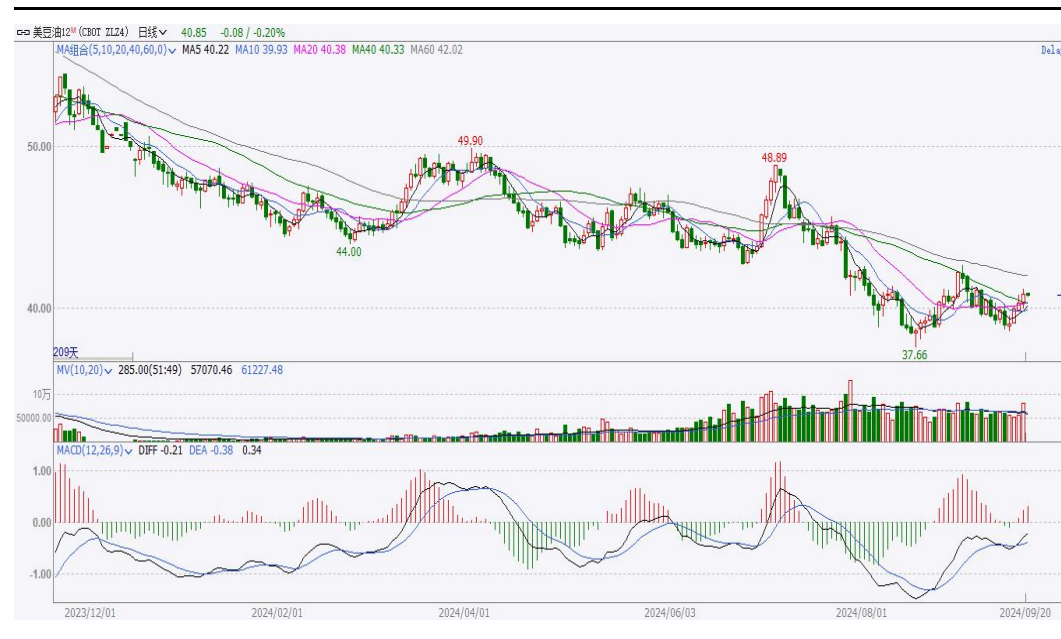 美豆油12M (CBOT ZLZ4) 日线 40.85 -0.08 / -0.20%
MA组合(5,10,20,40,60,0) MA5 40.22 MA10 39.93 MA20 40.38 MA40 40.33 MA60 42.02 Dela
50.00
49.90
48.89
44.00
40.00
37.66
209天
MV(10,20) 285.00(51:49) 57070.46 61227.48
10万
50000.00
MACD(12,26,9) DIFF -0.21 DEA -0.38 0.34
1.00
0.00
-1.00
2023/12/01 2024/02/01 2024/04/01 2024/06/03 2024/08/01 2024/09/20